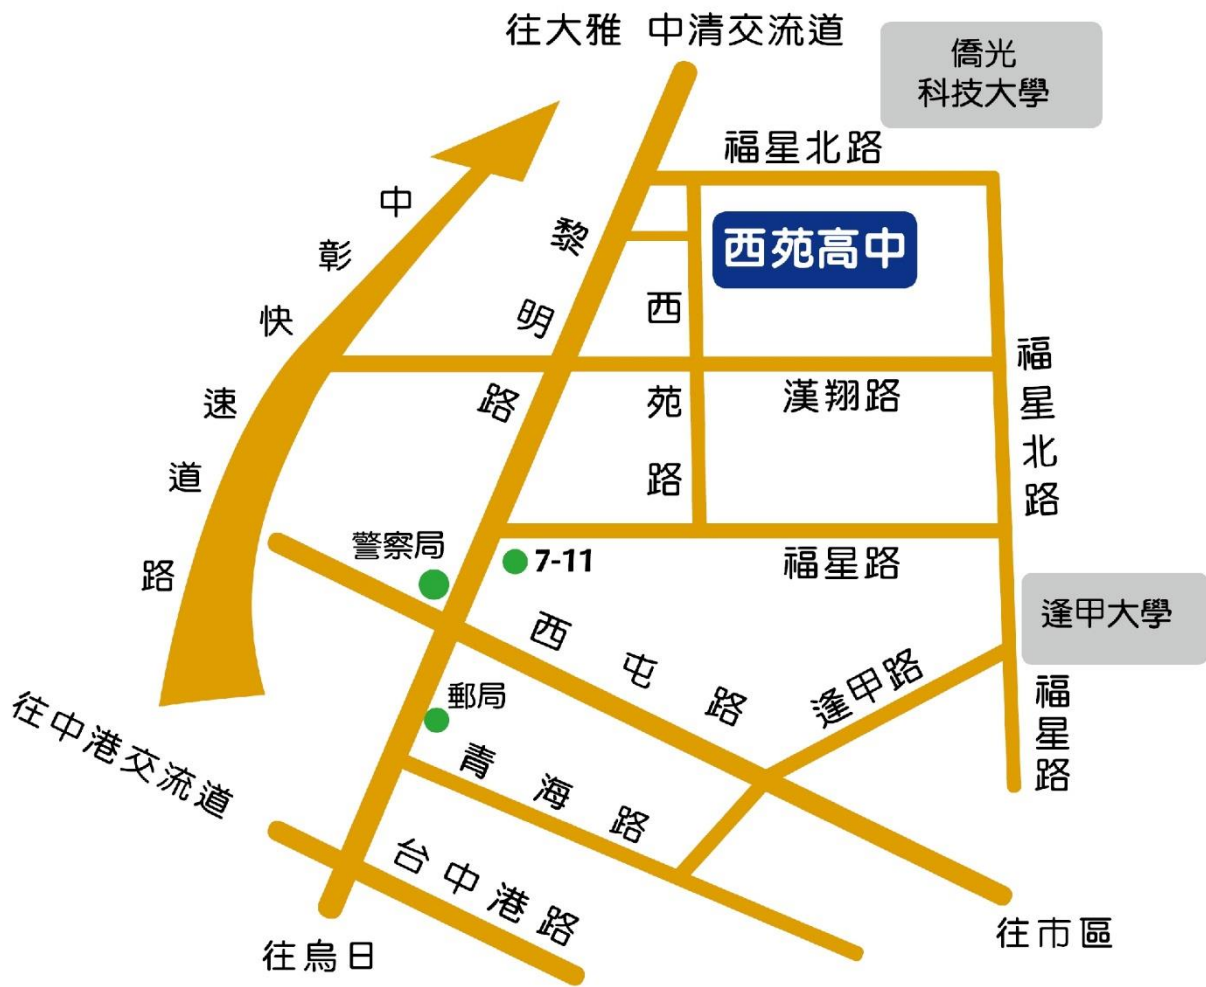 往大雅 中清交流道
僑光
科技大學
福星北路
中彰快速道路
黎明路
西苑高中
西苑路
漢翔路
福星北路
警察局
7-11
福星路
逢甲大學
西屯路
逢甲路
福星路
郵局
往中港交流道
青海路
台中港路
往市區
往烏日